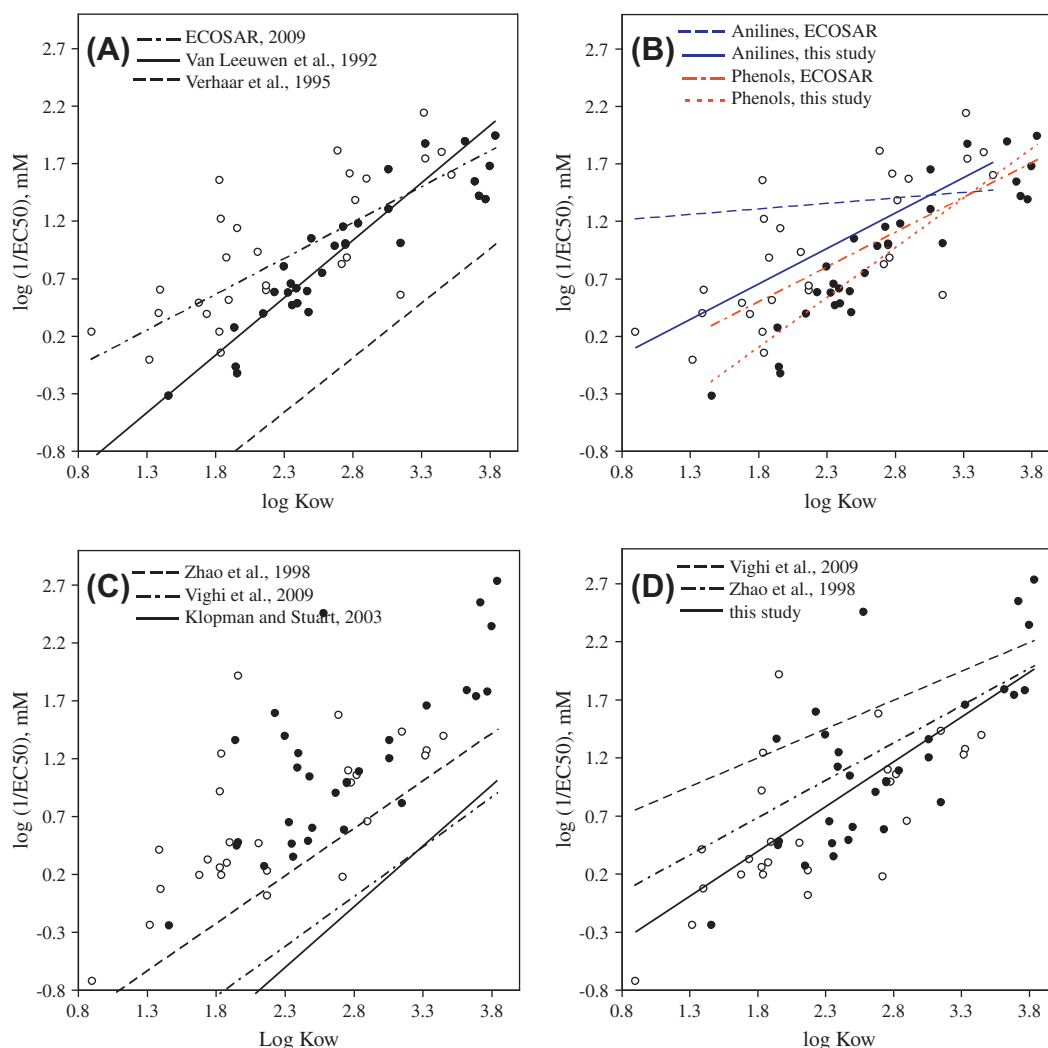 (A)
ECOSAR, 2009
Van Leeuwen et al., 1992
Verhaar et al., 1995
log (1/EC50), mM
2.7
2.2
1.7
1.2
0.7
0.2
-0.3
-0.8
0.8 1.3 1.8 2.3 2.8 3.3 3.8
log Kow
(B)
Anilines, ECOSAR
Anilines, this study
Phenols, ECOSAR
Phenols, this study
log (1/EC50), mM
2.7
2.2
1.7
1.2
0.7
0.2
-0.3
-0.8
0.8 1.3 1.8 2.3 2.8 3.3 3.8
log Kow
(C)
Zhao et al., 1998
Vighi et al., 2009
Klopman and Stuart, 2003
log (1/EC50), mM
2.7
2.2
1.7
1.2
0.7
0.2
-0.3
-0.8
0.8 1.3 1.8 2.3 2.8 3.3 3.8
Log Kow
(D)
Vighi et al., 2009
Zhao et al., 1998
this study
log (1/EC50), mM
2.7
2.2
1.7
1.2
0.7
0.2
-0.3
-0.8
0.8 1.3 1.8 2.3 2.8 3.3 3.8
log Kow